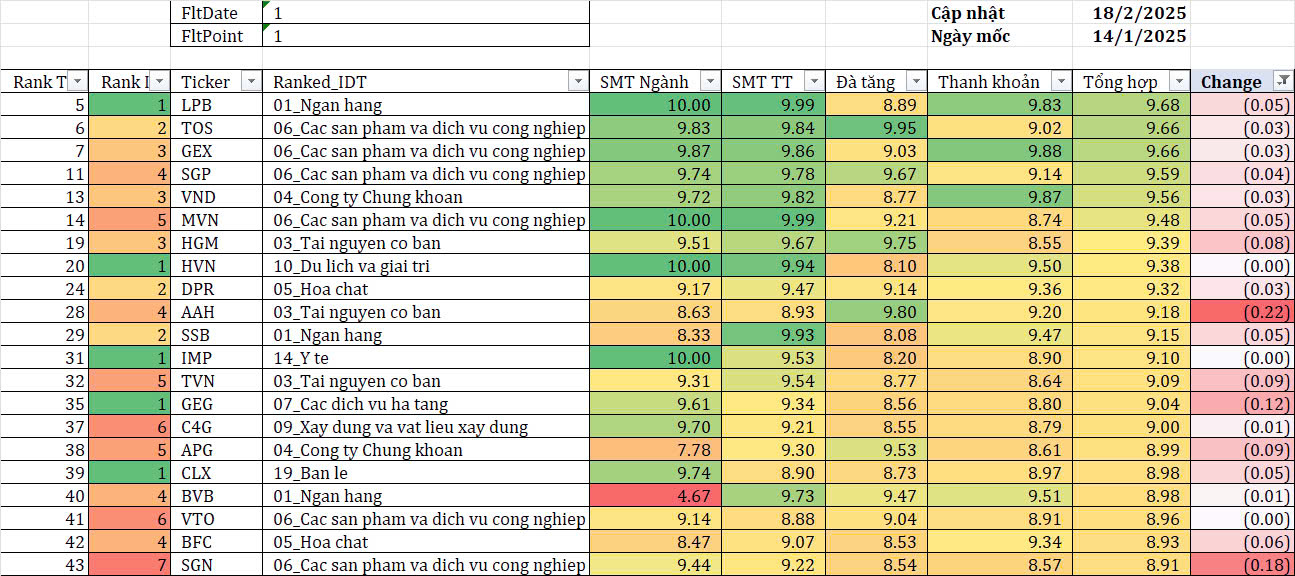 FltDate 1 Cập nhật 18/2/2025
FltPoint 1 Ngày mốc 14/1/2025
Rank T Rank I Ticker Ranked_IDT SMT Ngành SMT TT Đà tăng Thanh khoản Tổng hợp Change
5 1 LPB 01_Ngan hang 10.00 9.99 8.89 9.83 9.68 (0.05)
6 2 TOS 06_Cac san pham va dich vu cong nghiep 9.83 9.84 9.95 9.02 9.66 (0.03)
7 3 GEX 06_Cac san pham va dich vu cong nghiep 9.87 9.86 9.03 9.88 9.66 (0.03)
11 4 SGP 06_Cac san pham va dich vu cong nghiep 9.74 9.78 9.67 9.14 9.59 (0.04)
13 3 VND 04_Cong ty Chung khoan 9.72 9.82 8.77 9.87 9.56 (0.03)
14 5 MVN 06_Cac san pham va dich vu cong nghiep 10.00 9.99 9.21 8.74 9.48 (0.05)
19 3 HGM 03_Tai nguyen co ban 9.51 9.67 9.75 8.55 9.39 (0.08)
20 1 HVN 10_Du lich va giai tri 10.00 9.94 8.10 9.50 9.38 (0.00)
24 2 DPR 05_Hoa chat 9.17 9.47 9.14 9.36 9.32 (0.03)
28 4 AAH 03_Tai nguyen co ban 8.63 8.93 9.80 9.20 9.18 (0.22)
29 2 SSB 01_Ngan hang 8.33 9.93 8.08 9.47 9.15 (0.05)
31 1 IMP 14_Y te 10.00 9.53 8.20 8.90 9.10 (0.00)
32 5 TVN 03_Tai nguyen co ban 9.31 9.54 8.77 8.64 9.09 (0.09)
35 1 GEG 07_Cac dich vu ha tang 9.61 9.34 8.56 8.80 9.04 (0.12)
37 6 C4G 09_Xay dung va vat lieu xay dung 9.70 9.21 8.55 8.79 9.00 (0.01)
38 5 APG 04_Cong ty Chung khoan 7.78 9.30 9.53 8.61 8.99 (0.09)
39 1 CLX 19_Ban le 9.74 8.90 8.73 8.97 8.98 (0.05)
40 4 BVB 01_Ngan hang 4.67 9.73 9.47 9.51 8.98 (0.01)
41 6 VTO 06_Cac san pham va dich vu cong nghiep 9.14 8.88 9.04 8.91 8.96 (0.00)
42 4 BFC 05_Hoa chat 8.47 9.07 8.53 9.34 8.93 (0.06)
43 7 SGN 06_Cac san pham va dich vu cong nghiep 9.44 9.22 8.54 8.57 8.91 (0.18)